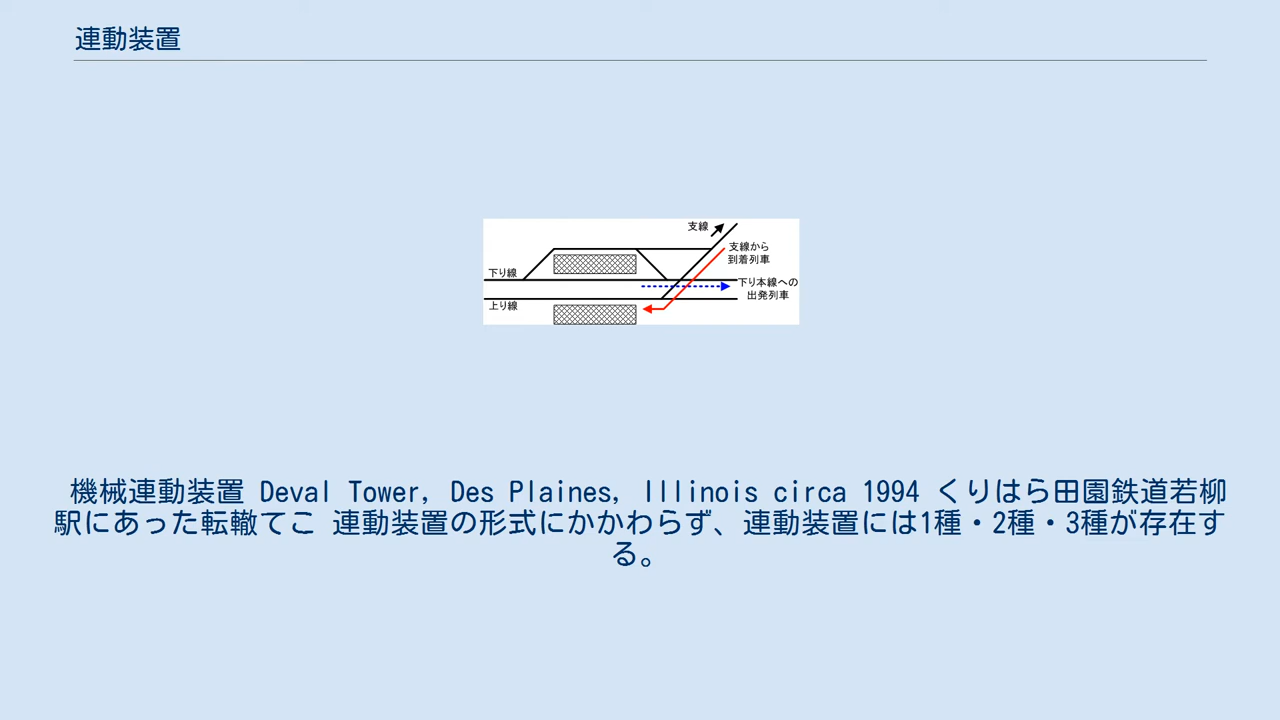 連動装置
支線
支線から
到着列車
下り線
下り本線への
出発列車
上り線
機械連動装置 Deval Tower, Des Plaines, Illinois circa 1994 くりはら田園鉄道若柳
駅にあった転轍てこ 連動装置の形式にかかわらず、連動装置には1種・2種・3種が存在す
る。